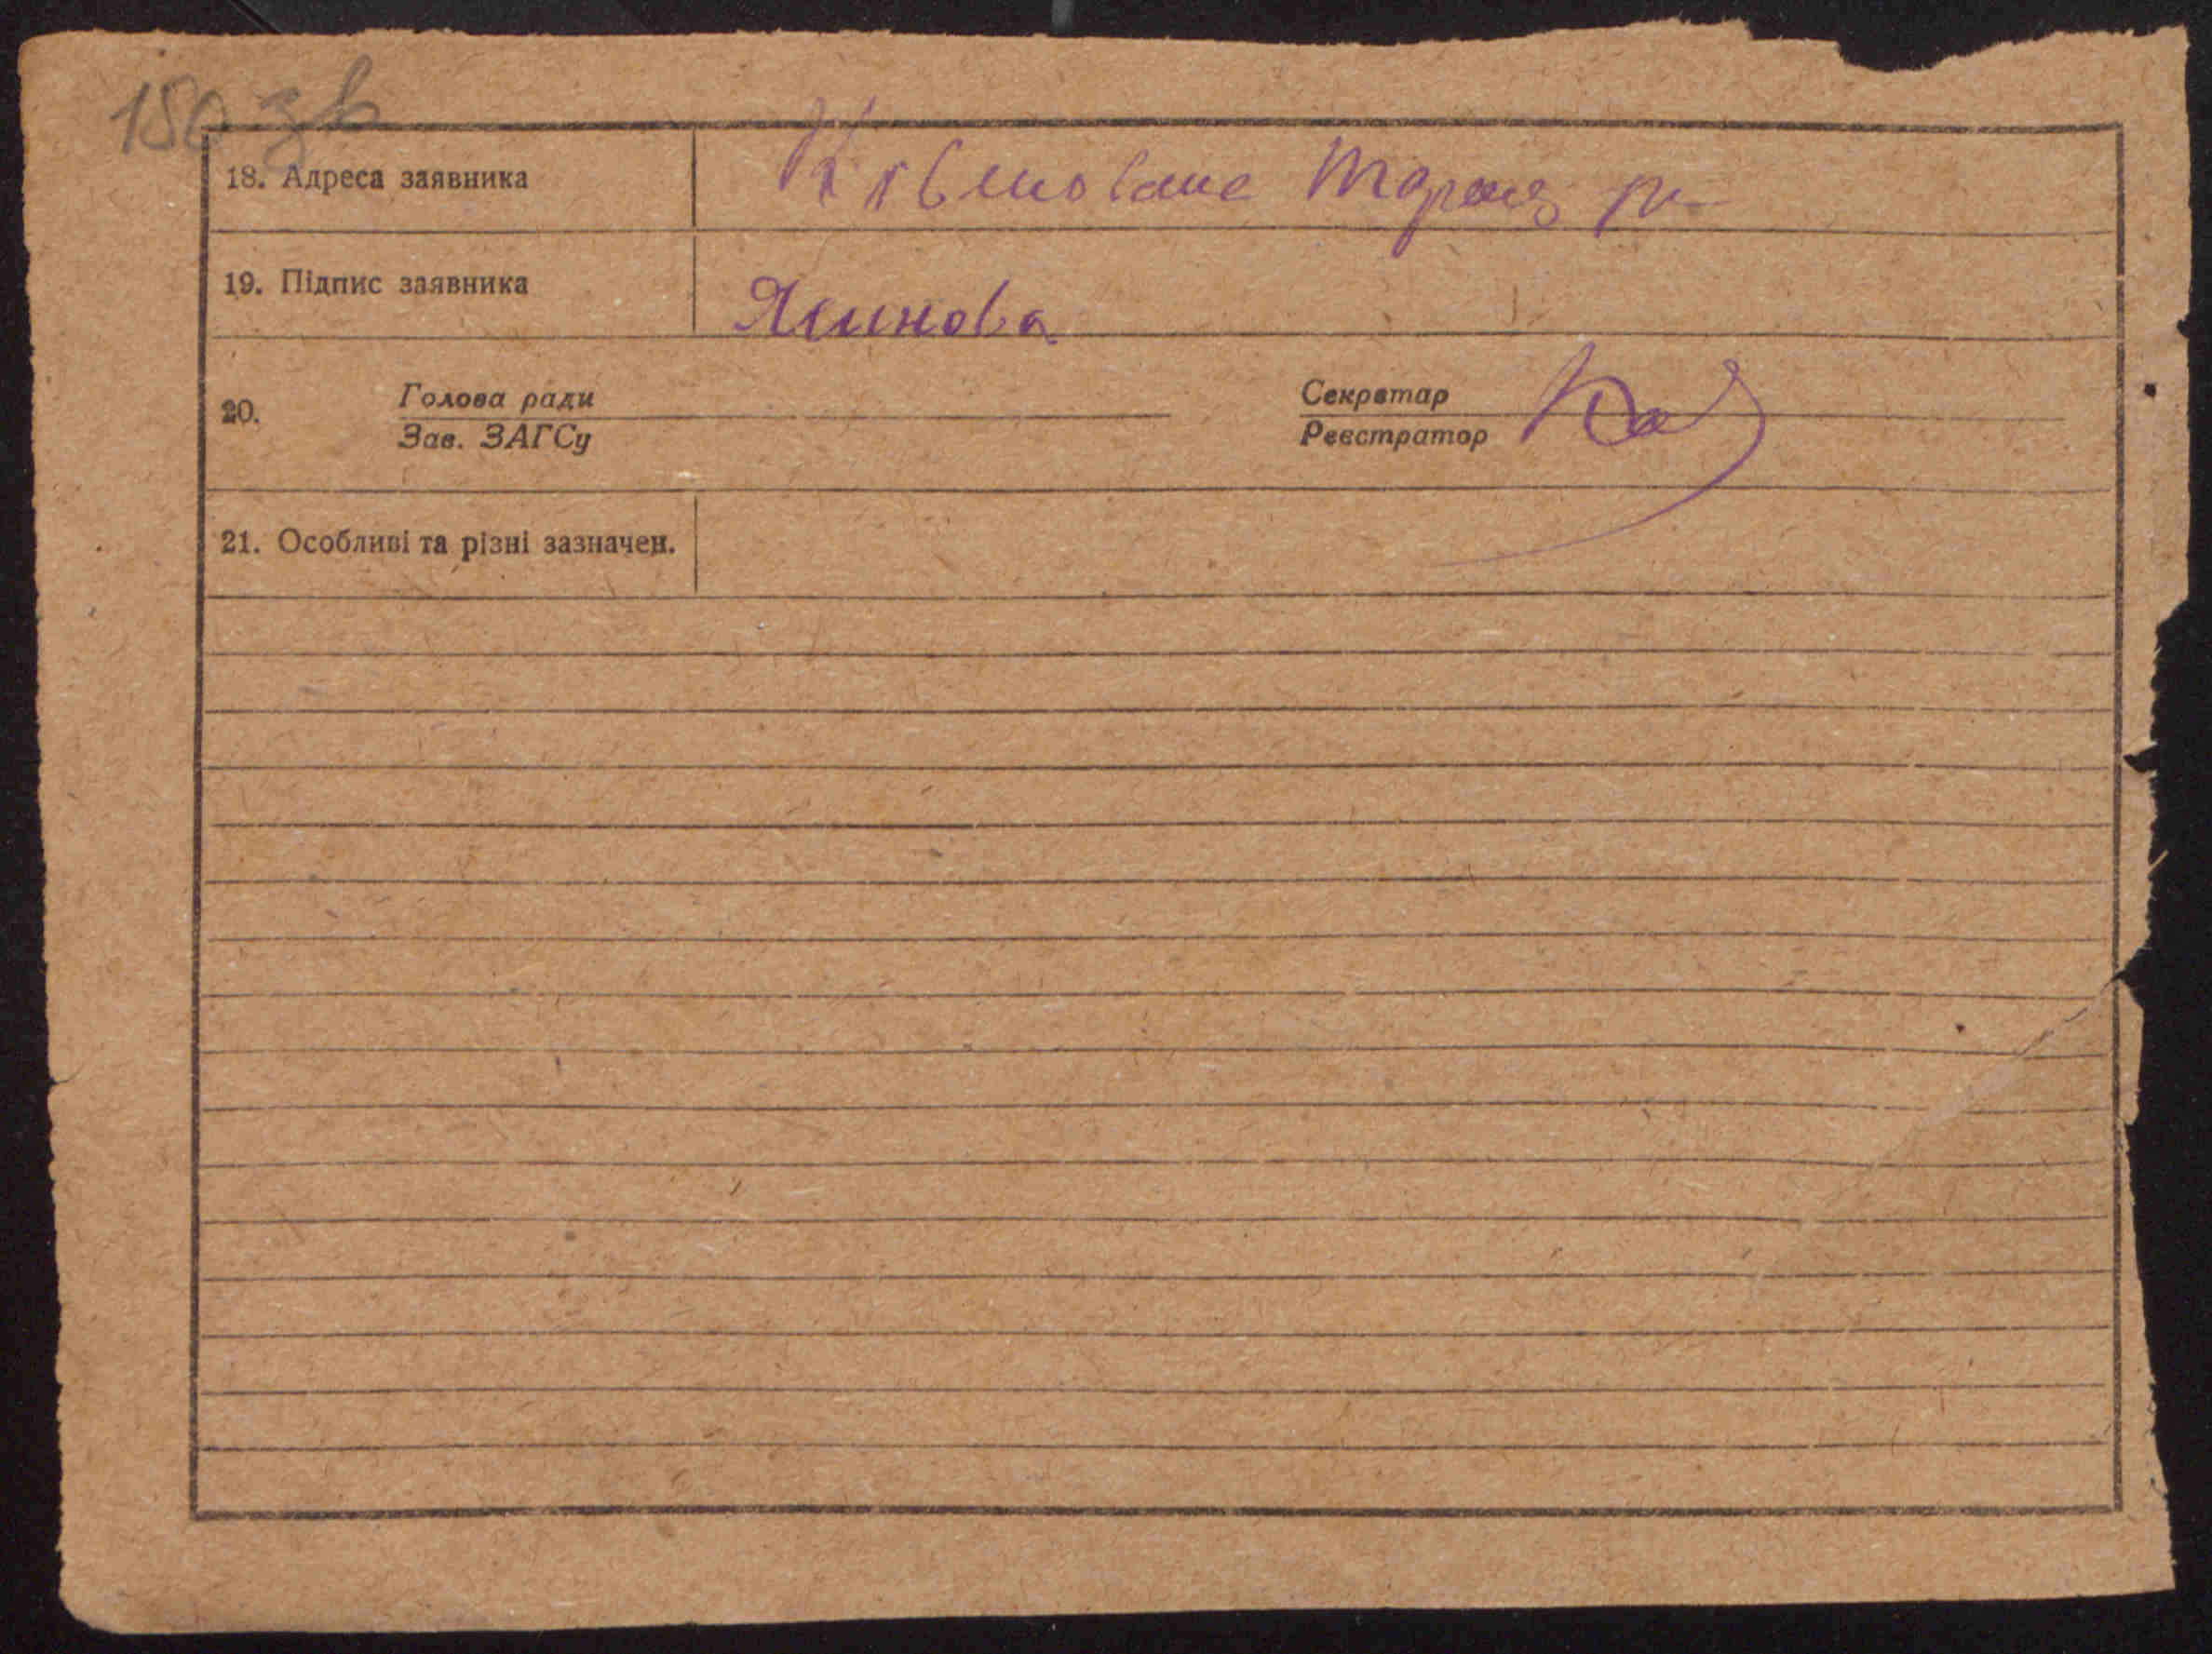 150 зв
18. Адреса заявника
19. Підпис заявника Ясинова
20. Голова ради Секретар
Зав. ЗАГСу Реєстратор
21. Особливі та різні зазначен.